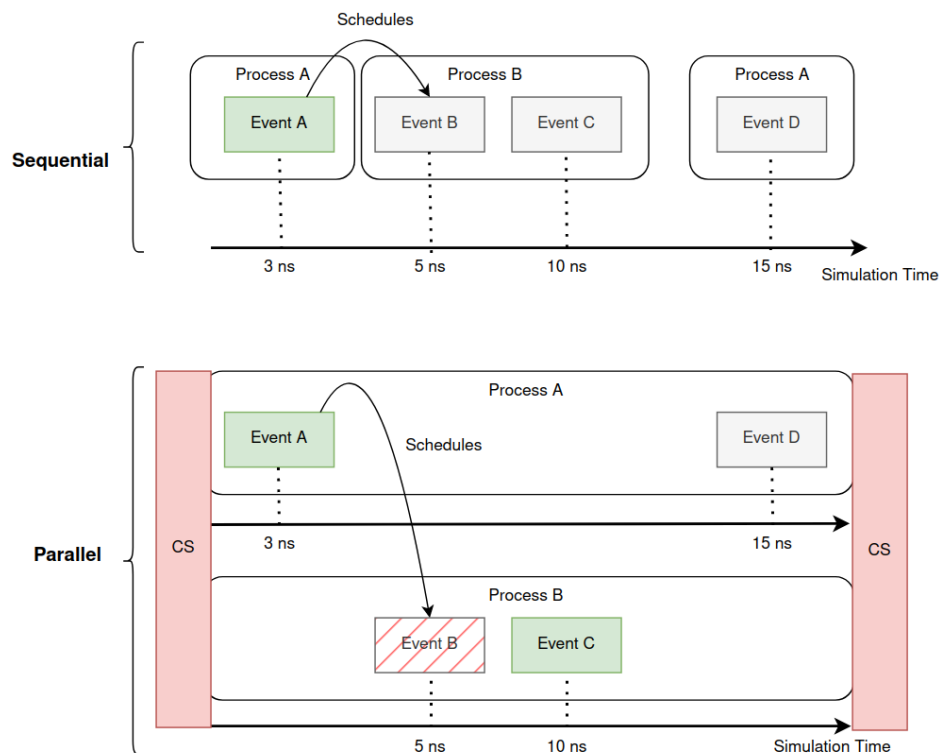 Schedules
Process A
Process B
Process A
Event A
Event B
Event C
Event D
Sequential
3 ns
5 ns
10 ns
15 ns
Simulation Time
Process A
Event A
Event D
Schedules
CS
3 ns
15 ns
CS
Parallel
Process B
Event B
Event C
5 ns
10 ns
Simulation Time